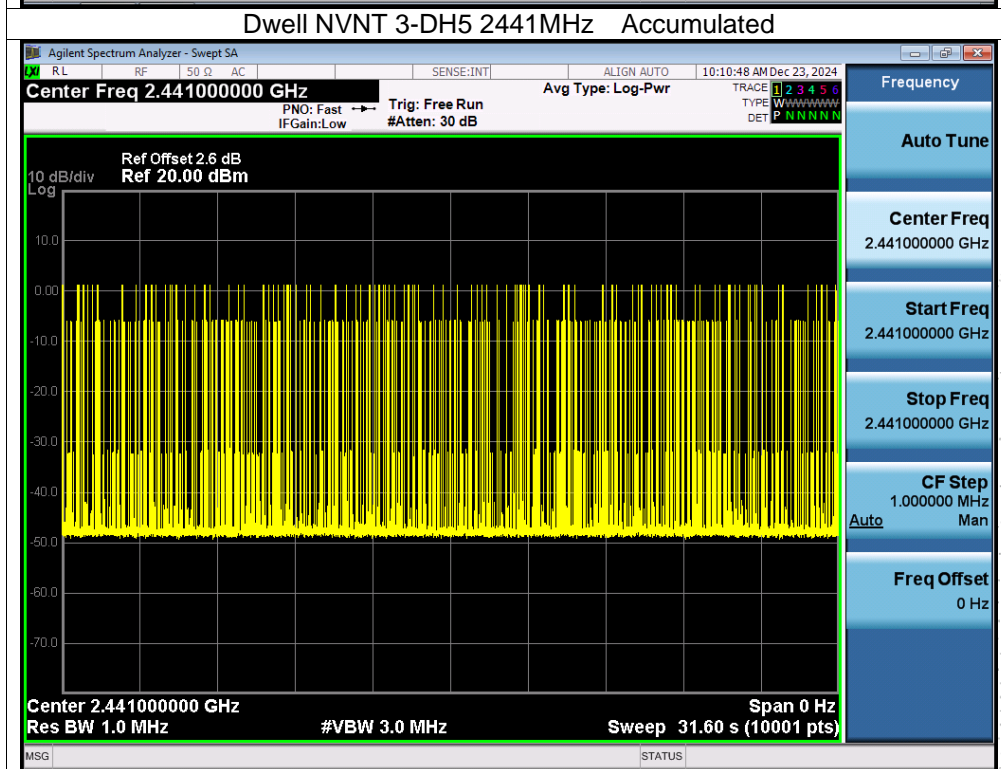 Dwell NVNT 3-DH5 2441MHz Accumulated
Agilent Spectrum Analyzer - Swept SA
LXI RL RF 50 Ω AC SENSE:INT ALIGN AUTO 10:10:48 AM Dec 23, 2024
Center Freq 2.441000000 GHz
PNO: Fast
IFGain:Low
Trig: Free Run
#Atten: 30 dB
Avg Type: Log-Pwr
TRACE 1 2 3 4 5 6
TYPE WWWWWWW
DET P N N N N N
Ref Offset 2.6 dB
10 dB/div Ref 20.00 dBm
Log
10.0
0.00
-10.0
-20.0
-30.0
-40.0
-50.0
-60.0
-70.0
Center 2.441000000 GHz Span 0 Hz
Res BW 1.0 MHz #VBW 3.0 MHz Sweep 31.60 s (10001 pts)
MSG STATUS
Frequency
Auto Tune
Center Freq
2.441000000 GHz
Start Freq
2.441000000 GHz
Stop Freq
2.441000000 GHz
CF Step
1.000000 MHz
Auto Man
Freq Offset
0 Hz